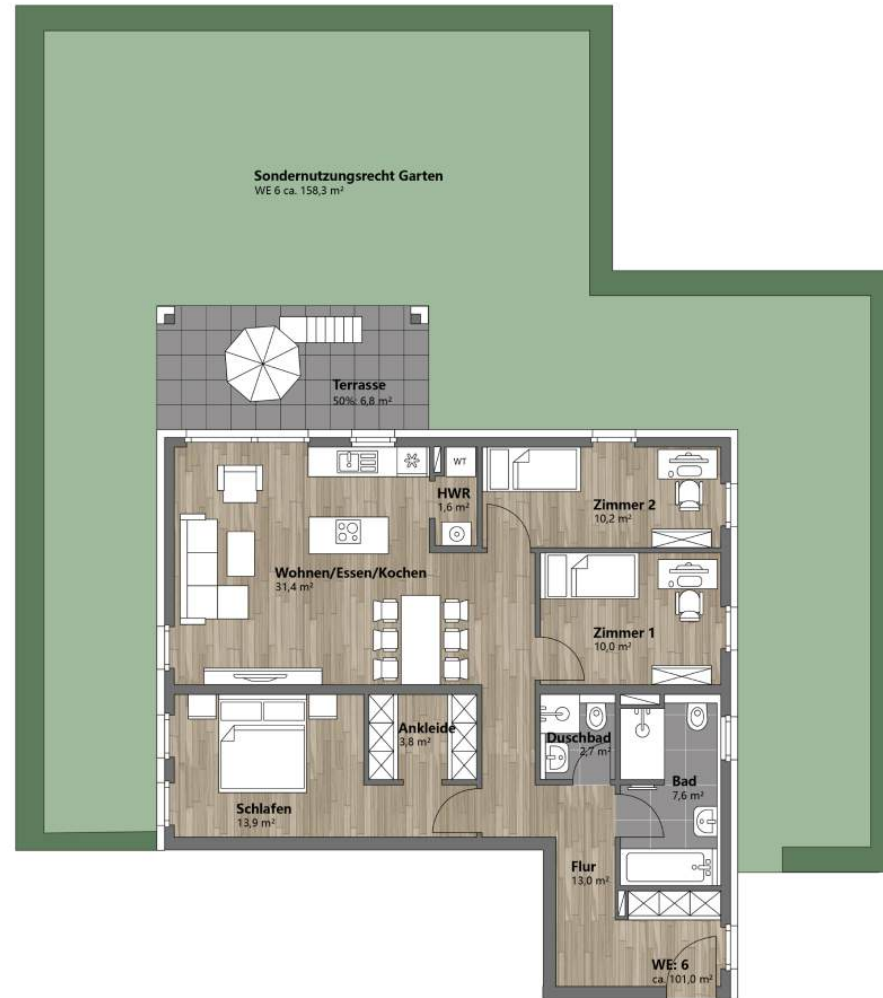 Sondernutzungsrecht Garten
WE 6 ca. 158,3 m²
Terrasse
50%: 6,8 m²
WT
HWR
1,6 m²
Zimmer 2
10,2 m²
Wohnen/Essen/Kochen
31,4 m²
Zimmer 1
10,0 m²
Ankleide
3,8 m²
Duschbad
2,7 m²
Bad
7,6 m²
Schlafen
13,9 m²
Flur
13,0 m²
WE: 6
ca. 101,0 m²